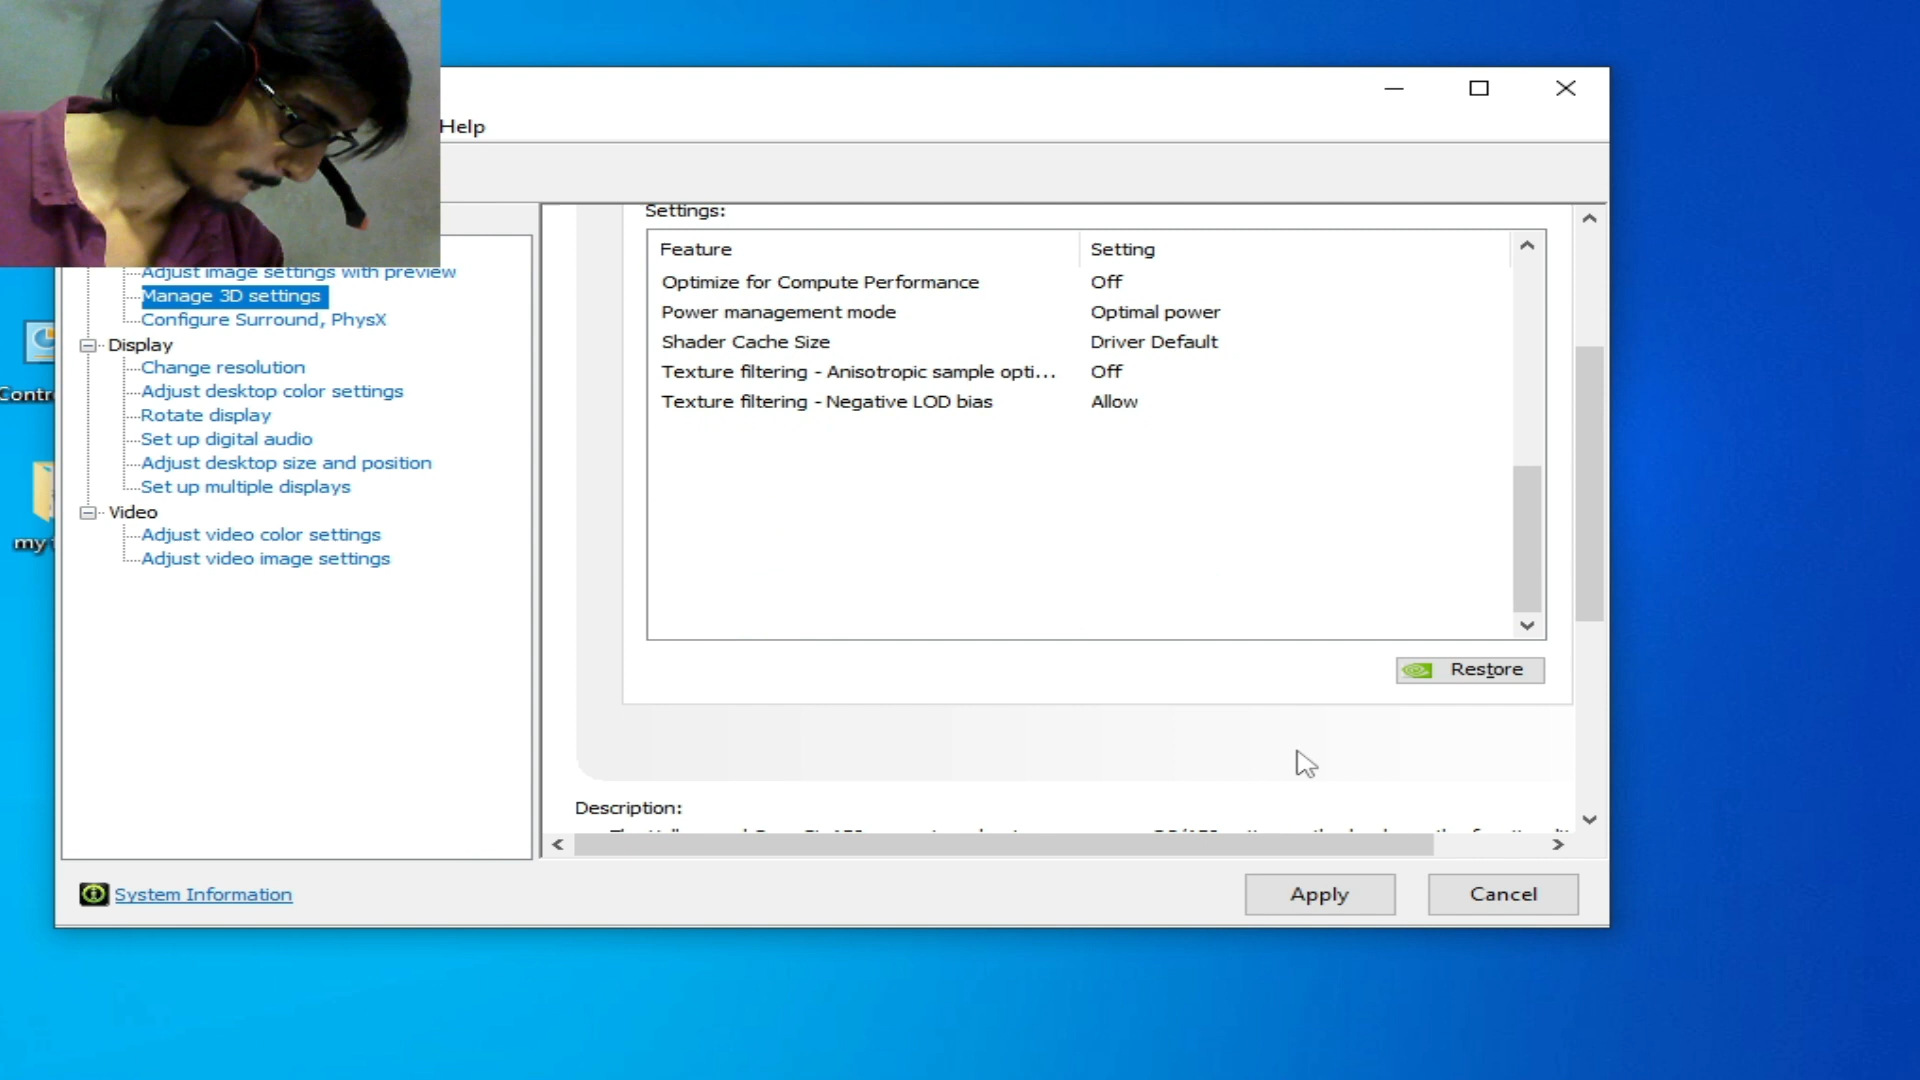 Help
Adjust image settings with preview
Manage 3D settings
Configure Surround, PhysX
Display
Change resolution
Adjust desktop color settings
Rotate display
Set up digital audio
Adjust desktop size and position
Set up multiple displays
Video
Adjust video color settings
Adjust video image settings
System Information
Contr
my
Settings:
Feature Setting
Optimize for Compute Performance Off
Power management mode Optimal power
Shader Cache Size Driver Default
Texture filtering - Anisotropic sample opti... Off
Texture filtering - Negative LOD bias Allow
Restore
Description:
Apply Cancel